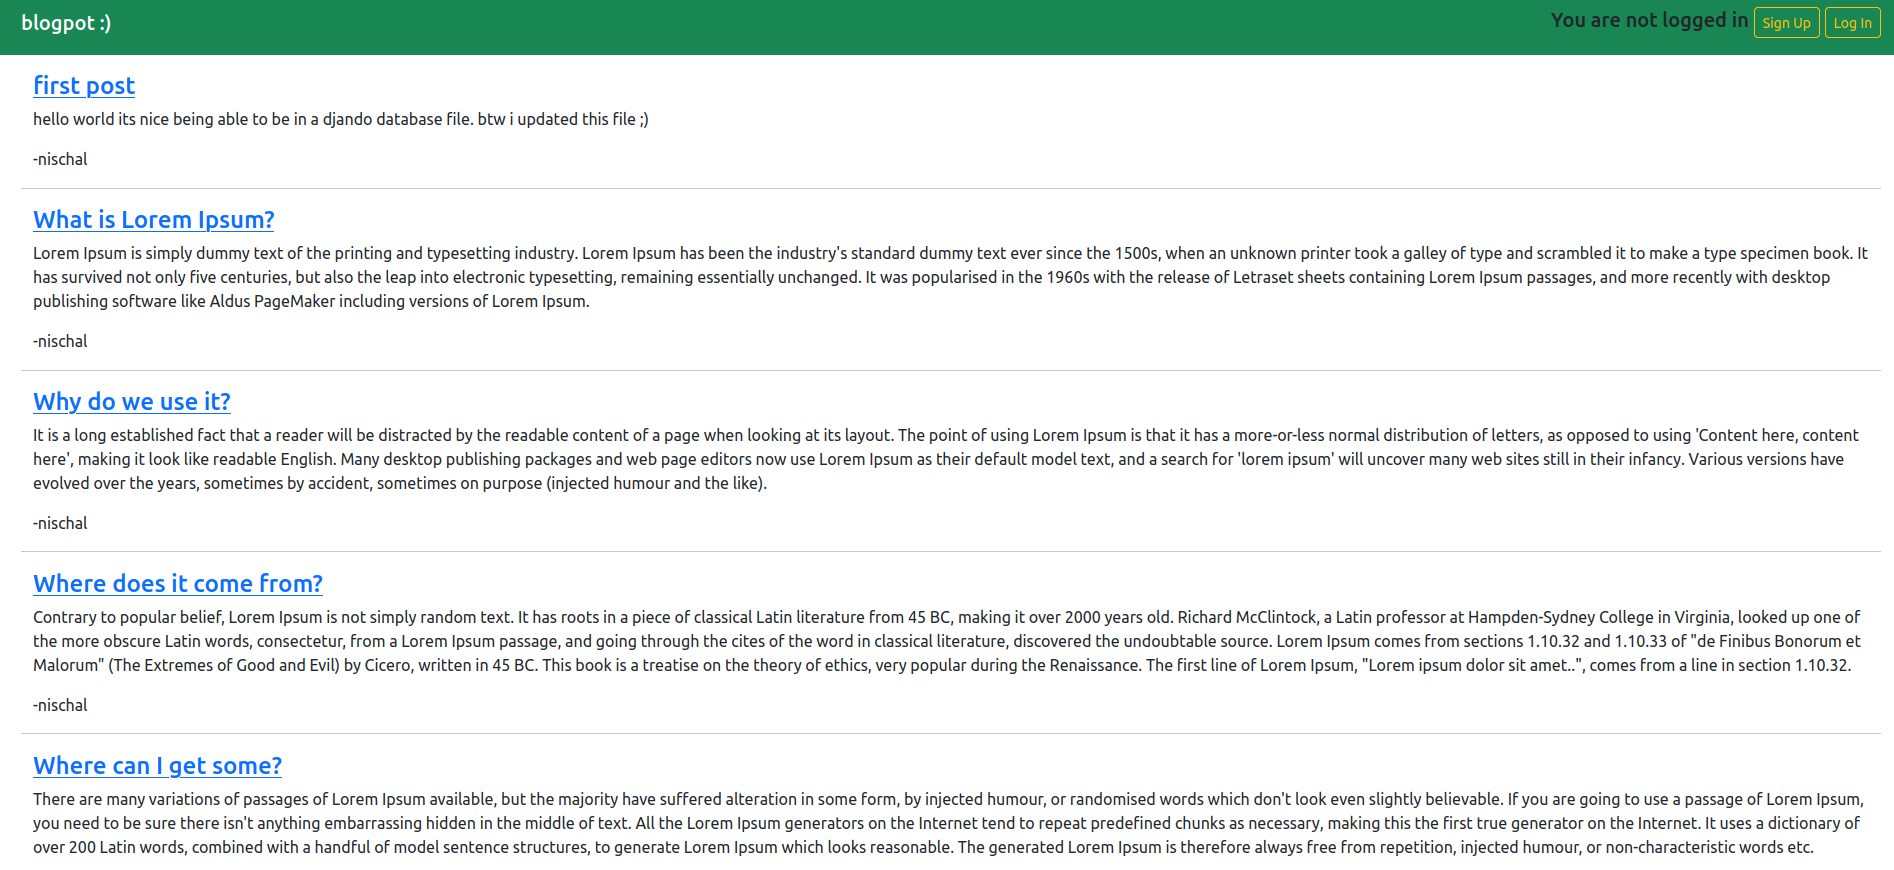 blogpot :)
You are not logged in Sign Up Log In
first post
hello world its nice being able to be in a djando database file. btw i updated this file ;)
-nischal
What is Lorem Ipsum?
Lorem Ipsum is simply dummy text of the printing and typesetting industry. Lorem Ipsum has been the industry's standard dummy text ever since the 1500s, when an unknown printer took a galley of type and scrambled it to make a type specimen book. It
has survived not only five centuries, but also the leap into electronic typesetting, remaining essentially unchanged. It was popularised in the 1960s with the release of Letraset sheets containing Lorem Ipsum passages, and more recently with desktop
publishing software like Aldus PageMaker including versions of Lorem Ipsum.
-nischal
Why do we use it?
It is a long established fact that a reader will be distracted by the readable content of a page when looking at its layout. The point of using Lorem Ipsum is that it has a more-or-less normal distribution of letters, as opposed to using 'Content here, content
here', making it look like readable English. Many desktop publishing packages and web page editors now use Lorem Ipsum as their default model text, and a search for 'lorem ipsum' will uncover many web sites still in their infancy. Various versions have
evolved over the years, sometimes by accident, sometimes on purpose (injected humour and the like).
-nischal
Where does it come from?
Contrary to popular belief, Lorem Ipsum is not simply random text. It has roots in a piece of classical Latin literature from 45 BC, making it over 2000 years old. Richard McClintock, a Latin professor at Hampden-Sydney College in Virginia, looked up one of
the more obscure Latin words, consectetur, from a Lorem Ipsum passage, and going through the cites of the word in classical literature, discovered the undoubtable source. Lorem Ipsum comes from sections 1.10.32 and 1.10.33 of "de Finibus Bonorum et
Malorum" (The Extremes of Good and Evil) by Cicero, written in 45 BC. This book is a treatise on the theory of ethics, very popular during the Renaissance. The first line of Lorem Ipsum, "Lorem ipsum dolor sit amet..", comes from a line in section 1.10.32.
-nischal
Where can I get some?
There are many variations of passages of Lorem Ipsum available, but the majority have suffered alteration in some form, by injected humour, or randomised words which don't look even slightly believable. If you are going to use a passage of Lorem Ipsum,
you need to be sure there isn't anything embarrassing hidden in the middle of text. All the Lorem Ipsum generators on the Internet tend to repeat predefined chunks as necessary, making this the first true generator on the Internet. It uses a dictionary of
over 200 Latin words, combined with a handful of model sentence structures, to generate Lorem Ipsum which looks reasonable. The generated Lorem Ipsum is therefore always free from repetition, injected humour, or non-characteristic words etc.